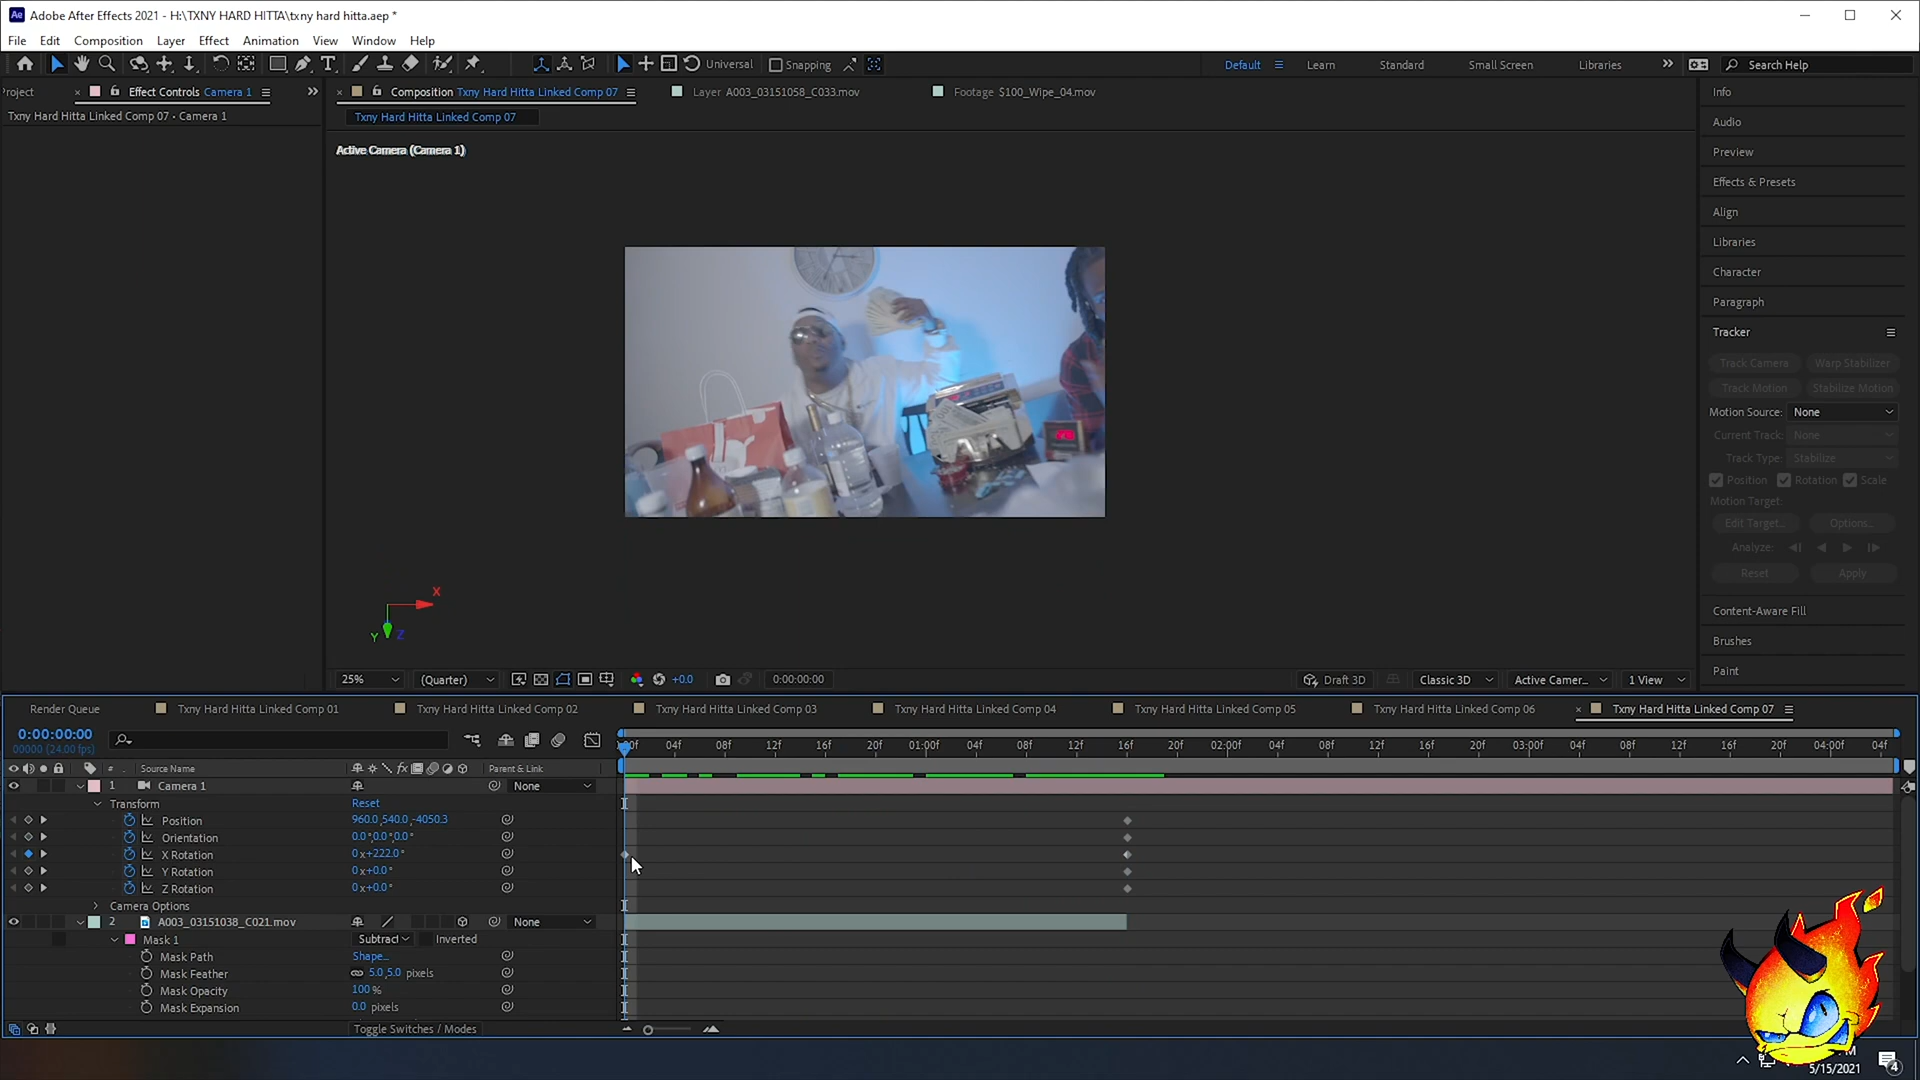 Adobe After Effects 2021 - H:\TXNY HARD HITTA\txny hard hitta.aep *
File Edit Composition Layer Effect Animation View Window Help
Universal Snapping Default Learn Standard Small Screen Libraries Search Help
roject Effect Controls Camera 1 Composition Txny Hard Hitta Linked Comp 07 Layer A003_03151058_C033.mov Footage $100_Wipe_04.mov
Txny Hard Hitta Linked Comp 07 • Camera 1
Txny Hard Hitta Linked Comp 07
Active Camera (Camera 1)
Info
Audio
Preview
Effects & Presets
Align
Libraries
Character
Paragraph
Tracker
Track Camera Warp Stabilizer
Track Motion Stabilize Motion
Motion Source: None
Current Track: None
Track Type: Stabilize
Position Rotation Scale
Motion Target:
Edit Target... Options...
Analyze:
Reset Apply
Content-Aware Fill
Brushes
Paint
X
Y Z
25% (Quarter) +0.0 0:00:00:00 Draft 3D Classic 3D Active Camer... 1 View
Render Queue Txny Hard Hitta Linked Comp 01 Txny Hard Hitta Linked Comp 02 Txny Hard Hitta Linked Comp 03 Txny Hard Hitta Linked Comp 04 Txny Hard Hitta Linked Comp 05 Txny Hard Hitta Linked Comp 06 Txny Hard Hitta Linked Comp 07
0:00:00:00
00000 (24.00 fps)
00f 04f 08f 12f 16f 20f 01:00f 04f 08f 12f 16f 20f 02:00f 04f 08f 12f 16f 20f 03:00f 04f 08f 12f 16f 20f 04:00f 04f
# Source Name fx Parent & Link
1 Camera 1 None
Transform Reset
Position 960.0,540.0,-4050.3
Orientation 0.0°,0.0°,0.0°
X Rotation 0x+222.0°
Y Rotation 0x+0.0°
Z Rotation 0x+0.0°
Camera Options
2 A003_03151038_C021.mov None
Mask 1 Subtract Inverted
Mask Path Shape...
Mask Feather 5.0,5.0 pixels
Mask Opacity 100%
Mask Expansion 0.0 pixels
Toggle Switches / Modes
M
5/15/2021
4